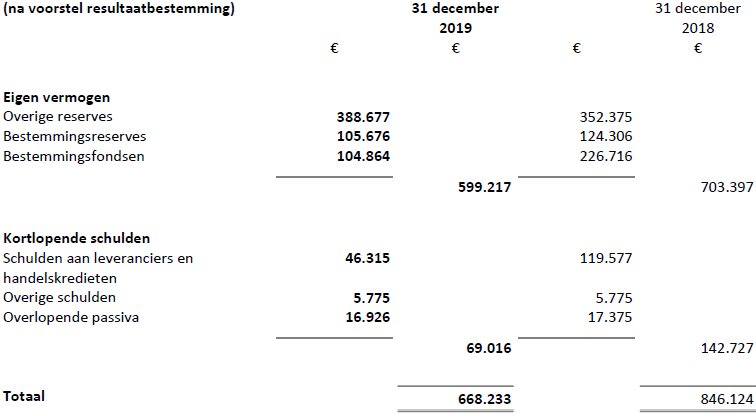 (na voorstel resultaatbestemming) 31 december 31 december
2019 2018
€ € € €
Eigen vermogen
Overige reserves 388.677 352.375
Bestemmingsreserves 105.676 124.306
Bestemmingsfondsen 104.864 226.716
599.217 703.397
Kortlopende schulden
Schulden aan leveranciers en 46.315 119.577
handelskredieten
Overige schulden 5.775 5.775
Overlopende passiva 16.926 17.375
69.016 142.727
Totaal 668.233 846.124